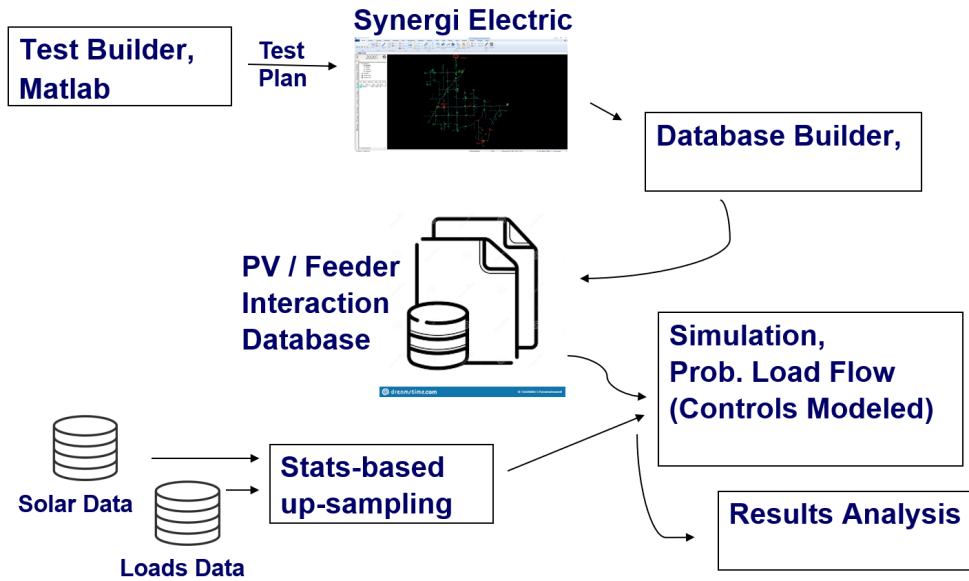 Synergi Electric
Test Builder,
Matlab
Test
Plan
Database Builder,
PV / Feeder
Interaction
Database
dreamstime.com
Simulation,
Prob. Load Flow
(Controls Modeled)
Solar Data
Loads Data
Stats-based
up-sampling
Results Analysis